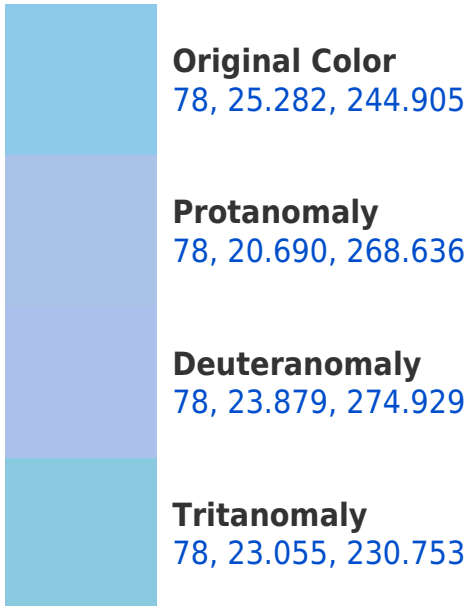 Original Color
78, 25.282, 244.905
Protanomaly
78, 20.690, 268.636
Deuteranomaly
78, 23.879, 274.929
Tritanomaly
78, 23.055, 230.753